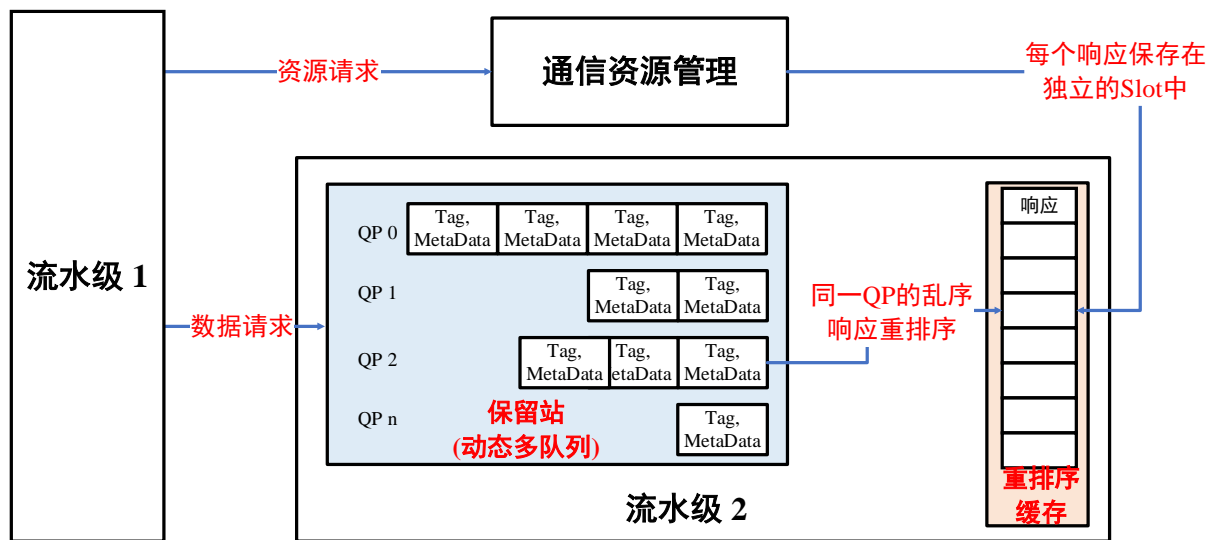 流水级 1
资源请求
通信资源管理
每个响应保存在
独立的Slot中
数据请求
QP 0
Tag,
MetaData
Tag,
MetaData
Tag,
MetaData
Tag,
MetaData
QP 1
Tag,
MetaData
Tag,
MetaData
QP 2
Tag,
MetaData
Tag,
etaData
Tag,
MetaData
QP n
Tag,
MetaData
保留站
(动态多队列)
同一QP的乱序
响应重排序
响应
重排序
缓存
流水级 2